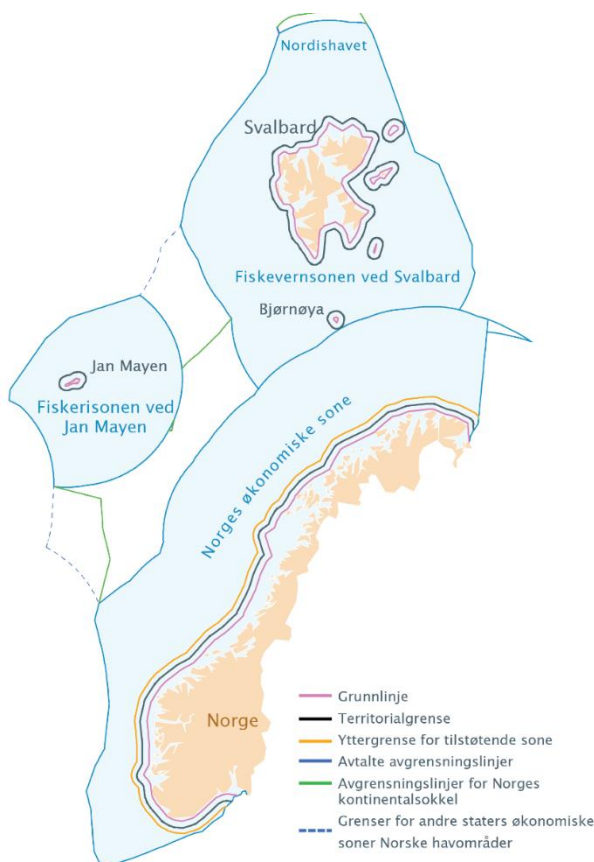 Nordishavet
Svalbard
Fiskevernsonen ved Svalbard
Bjørnøya
Jan Mayen
Fiskerisonen ved
Jan Mayen
Norges økonomiske sone
Norge
Grunnlinje
Territorialgrense
Yttergrense for tilstøtende sone
Avtalte avgrensningslinjer
Avgrensningslinjer for Norges
kontinentalsokkel
Grenser for andre staters økonomiske
soner Norske havområder